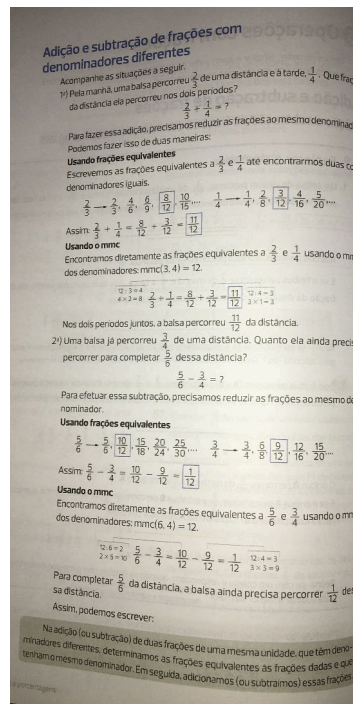 Adição e subtração de frações com
denominadores diferentes
Acompanhe as situações a seguir.
1ª) Pela manhã, uma balsa percorreu 2/3 de uma distância e à tarde, 1/4. Que fraç
da distância ela percorreu nos dois períodos?
2/3 + 1/4 = ?
Para fazer essa adição, precisamos reduzir as frações ao mesmo denominad
Podemos fazer isso de duas maneiras:
Usando frações equivalentes
Escrevemos as frações equivalentes a 2/3 e 1/4 até encontrarmos duas co
denominadores iguais.
2/3 → 2/3, 4/6, 6/9, 8/12, 10/15,... 1/4 → 1/4, 2/8, 3/12, 4/16, 5/20,...
Assim: 2/3 + 1/4 = 8/12 + 3/12 = 11/12
Usando o mmc
Encontramos diretamente as frações equivalentes a 2/3 e 1/4 usando o mm
dos denominadores: mmc(3, 4) = 12.
12 : 3 = 4
4 × 2 = 8 2/3 + 1/4 = 8/12 + 3/12 = 11/12 12 : 4 = 3
3 × 1 = 3
Nos dois períodos juntos, a balsa percorreu 11/12 da distância.
2ª) Uma balsa já percorreu 3/4 de uma distância. Quanto ela ainda precis
percorrer para completar 5/6 dessa distância?
5/6 − 3/4 = ?
Para efetuar essa subtração, precisamos reduzir as frações ao mesmo de
nominador.
Usando frações equivalentes
5/6 → 5/6, 10/12, 15/18, 20/24, 25/30,... 3/4 → 3/4, 6/8, 9/12, 12/16, 15/20,...
Assim: 5/6 − 3/4 = 10/12 − 9/12 = 1/12
Usando o mmc
Encontramos diretamente as frações equivalentes a 5/6 e 3/4 usando o mm
dos denominadores: mmc(6, 4) = 12.
12 : 6 = 2
2 × 5 = 10 5/6 − 3/4 = 10/12 − 9/12 = 1/12 12 : 4 = 3
3 × 3 = 9
Para completar 5/6 da distância, a balsa ainda precisa percorrer 1/12 des
sa distância.
Assim, podemos escrever:
Na adição (ou subtração) de duas frações de uma mesma unidade, que têm deno-
minadores diferentes, determinamos as frações equivalentes às frações dadas e que
tenham o mesmo denominador. Em seguida, adicionamos (ou subtraímos) essas frações.